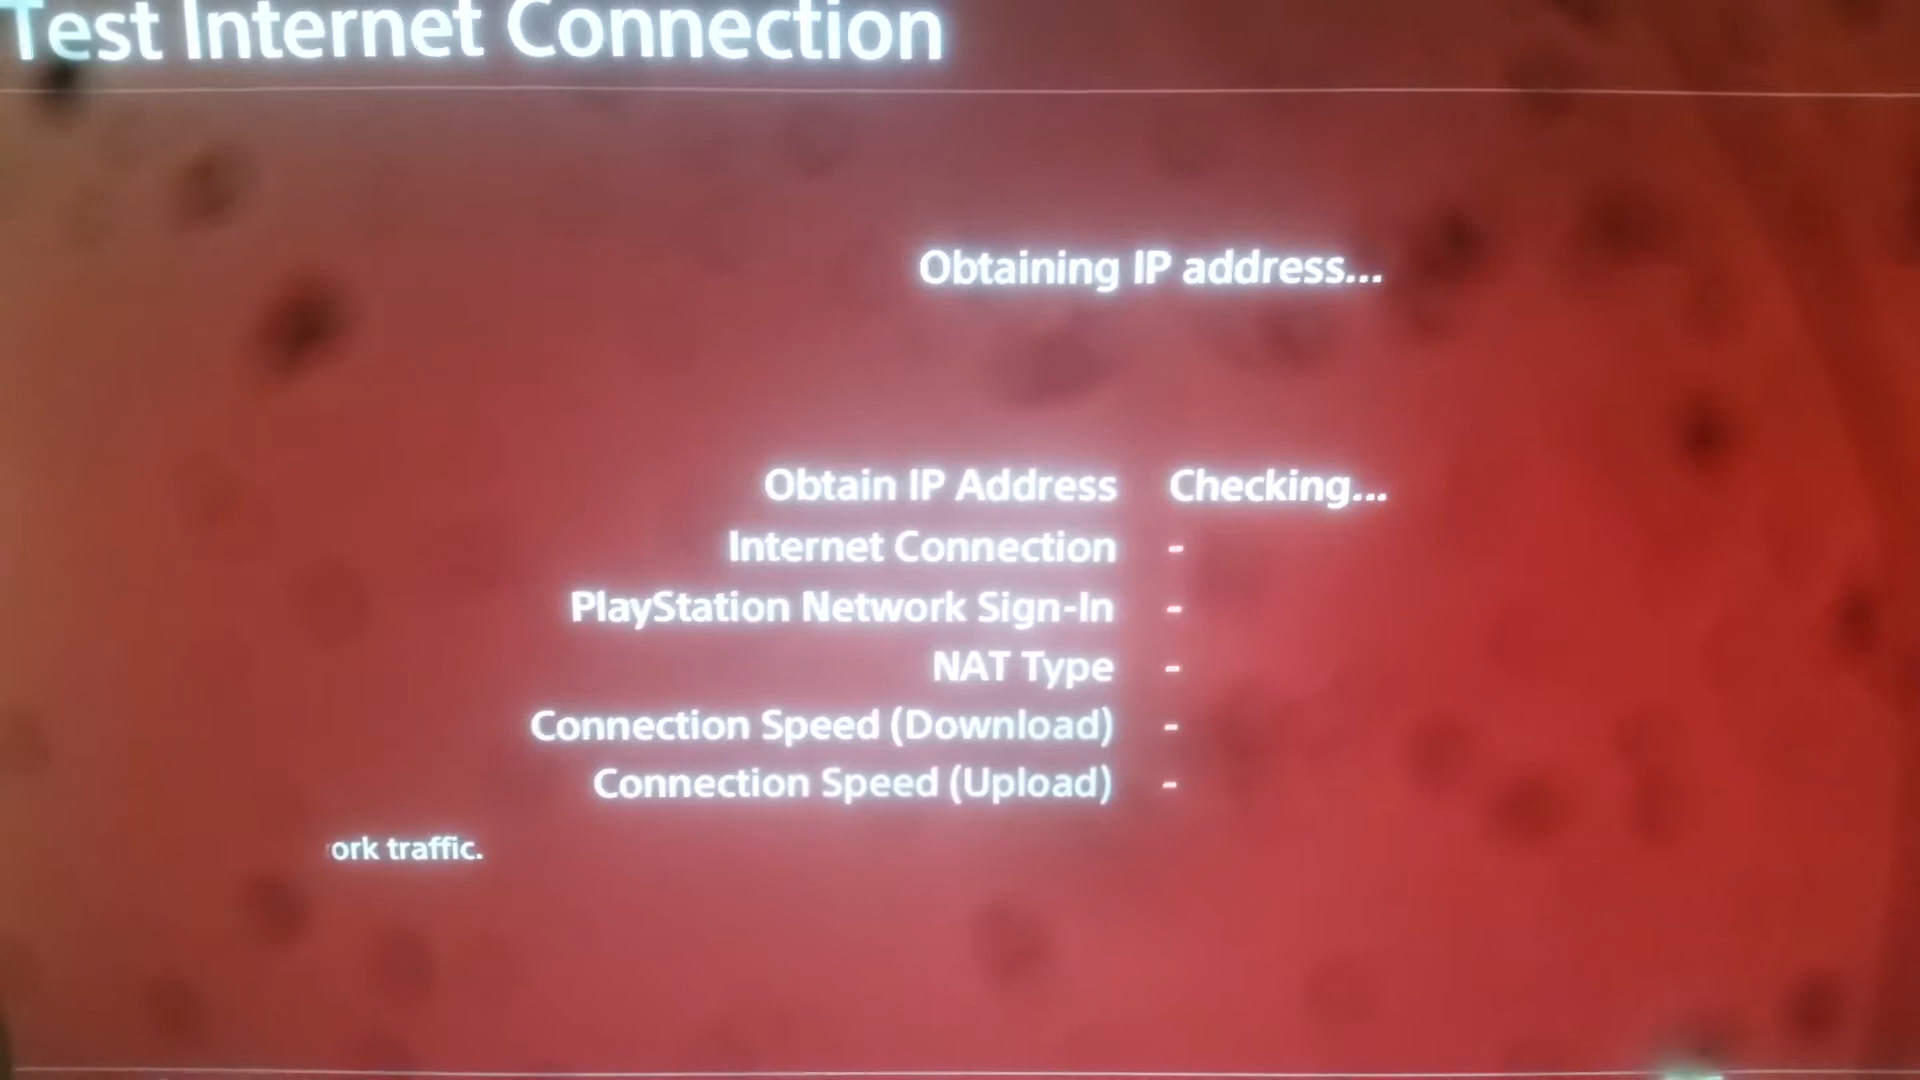 Test Internet Connection
Obtaining IP address...
Obtain IP Address Checking...
Internet Connection -
PlayStation Network Sign-In -
NAT Type -
Connection Speed (Download) -
Connection Speed (Upload) -
ork traffic.